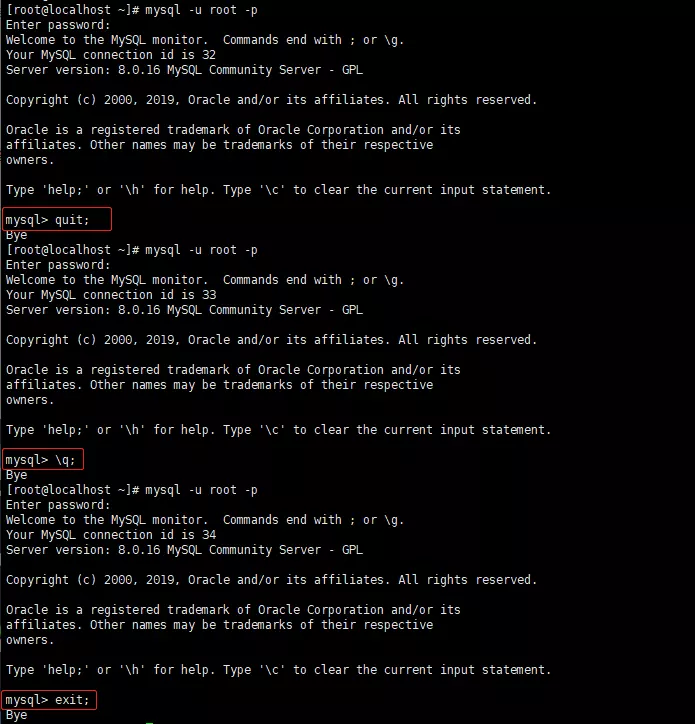 [root@localhost ~]# mysql -u root -p
Enter password:
Welcome to the MySQL monitor.  Commands end with ; or \g.
Your MySQL connection id is 32
Server version: 8.0.16 MySQL Community Server - GPL
Copyright (c) 2000, 2019, Oracle and/or its affiliates. All rights reserved.
Oracle is a registered trademark of Oracle Corporation and/or its
affiliates. Other names may be trademarks of their respective
owners.
Type 'help;' or '\h' for help. Type '\c' to clear the current input statement.
mysql> quit;
Bye
[root@localhost ~]# mysql -u root -p
Enter password:
Welcome to the MySQL monitor.  Commands end with ; or \g.
Your MySQL connection id is 33
Server version: 8.0.16 MySQL Community Server - GPL
Copyright (c) 2000, 2019, Oracle and/or its affiliates. All rights reserved.
Oracle is a registered trademark of Oracle Corporation and/or its
affiliates. Other names may be trademarks of their respective
owners.
Type 'help;' or '\h' for help. Type '\c' to clear the current input statement.
mysql> \q;
Bye
[root@localhost ~]# mysql -u root -p
Enter password:
Welcome to the MySQL monitor.  Commands end with ; or \g.
Your MySQL connection id is 34
Server version: 8.0.16 MySQL Community Server - GPL
Copyright (c) 2000, 2019, Oracle and/or its affiliates. All rights reserved.
Oracle is a registered trademark of Oracle Corporation and/or its
affiliates. Other names may be trademarks of their respective
owners.
Type 'help;' or '\h' for help. Type '\c' to clear the current input statement.
mysql> exit;
Bye